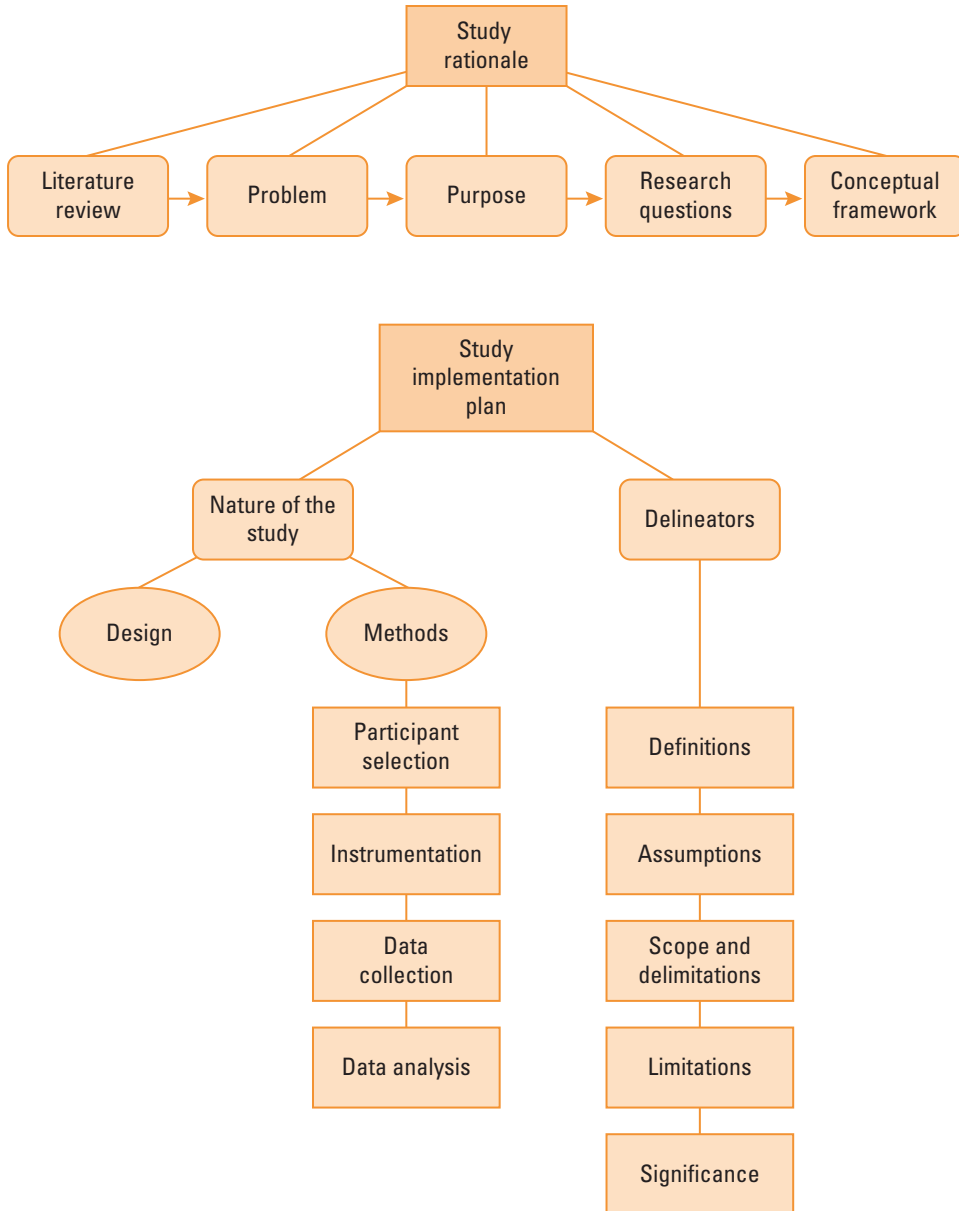 Study
rationale
Literature
review
Problem
Purpose
Research
questions
Conceptual
framework
Study
implementation
plan
Nature of the
study
Delineators
Design
Methods
Participant
selection
Definitions
Instrumentation
Assumptions
Data
collection
Scope and
delimitations
Data analysis
Limitations
Significance